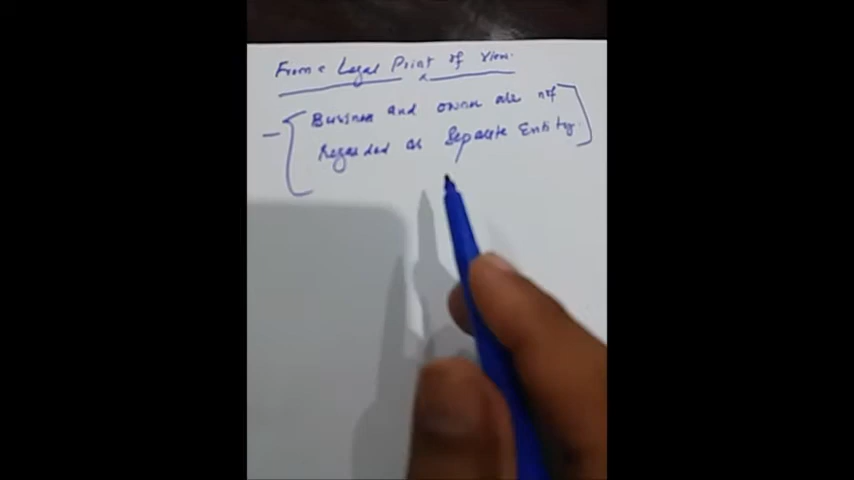 From a Legal Point of View.
Business and owner are not
Regarded as Separate Entity.